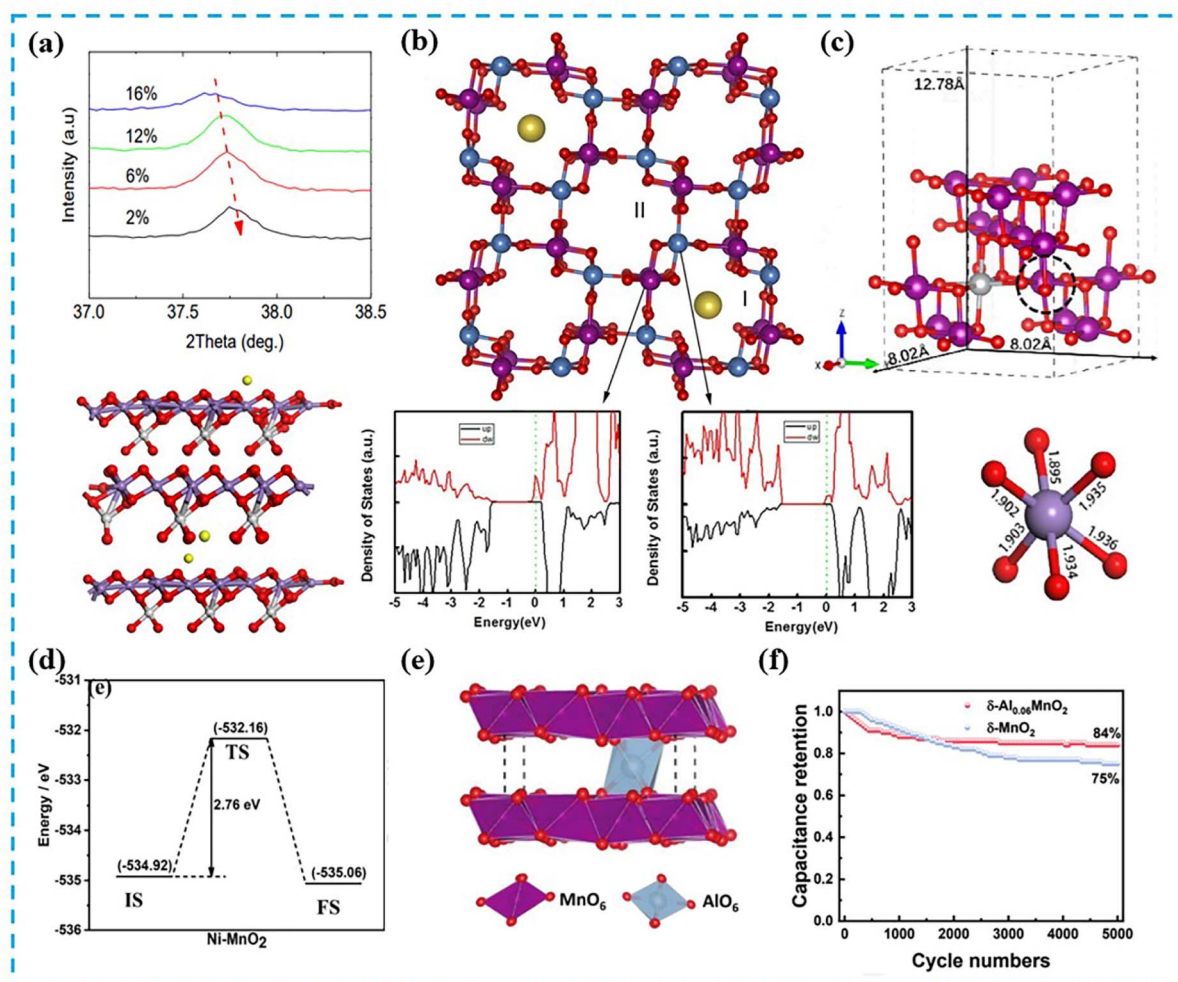 (a)
16%
12%
6%
2%
Intensity (a.u)
37.0 37.5 38.0 38.5
2Theta (deg.)
(b)
II
I
up
dw
Density of States (a.u.)
-5 -4 -3 -2 -1 0 1 2 3
Energy(eV)
up
dw
Density of States (a.u.)
-5 -4 -3 -2 -1 0 1 2 3
Energy(eV)
(c)
12.78Å
z
x
8.02Å
8.02Å
1.895
1.935
1.902
1.903
1.936
1.934
(d)
(e)
-531
-532
-533
-534
-535
-536
Energy / eV
(-532.16)
TS
2.76 eV
(-534.92)
IS
(-535.06)
FS
Ni-MnO₂
(e)
MnO₆
AlO₆
(f)
δ-Al₀.₀₆MnO₂
δ-MnO₂
84%
75%
1.0
0.8
0.6
0.4
0.2
0.0
Capacitance retention
0 1000 2000 3000 4000 5000
Cycle numbers